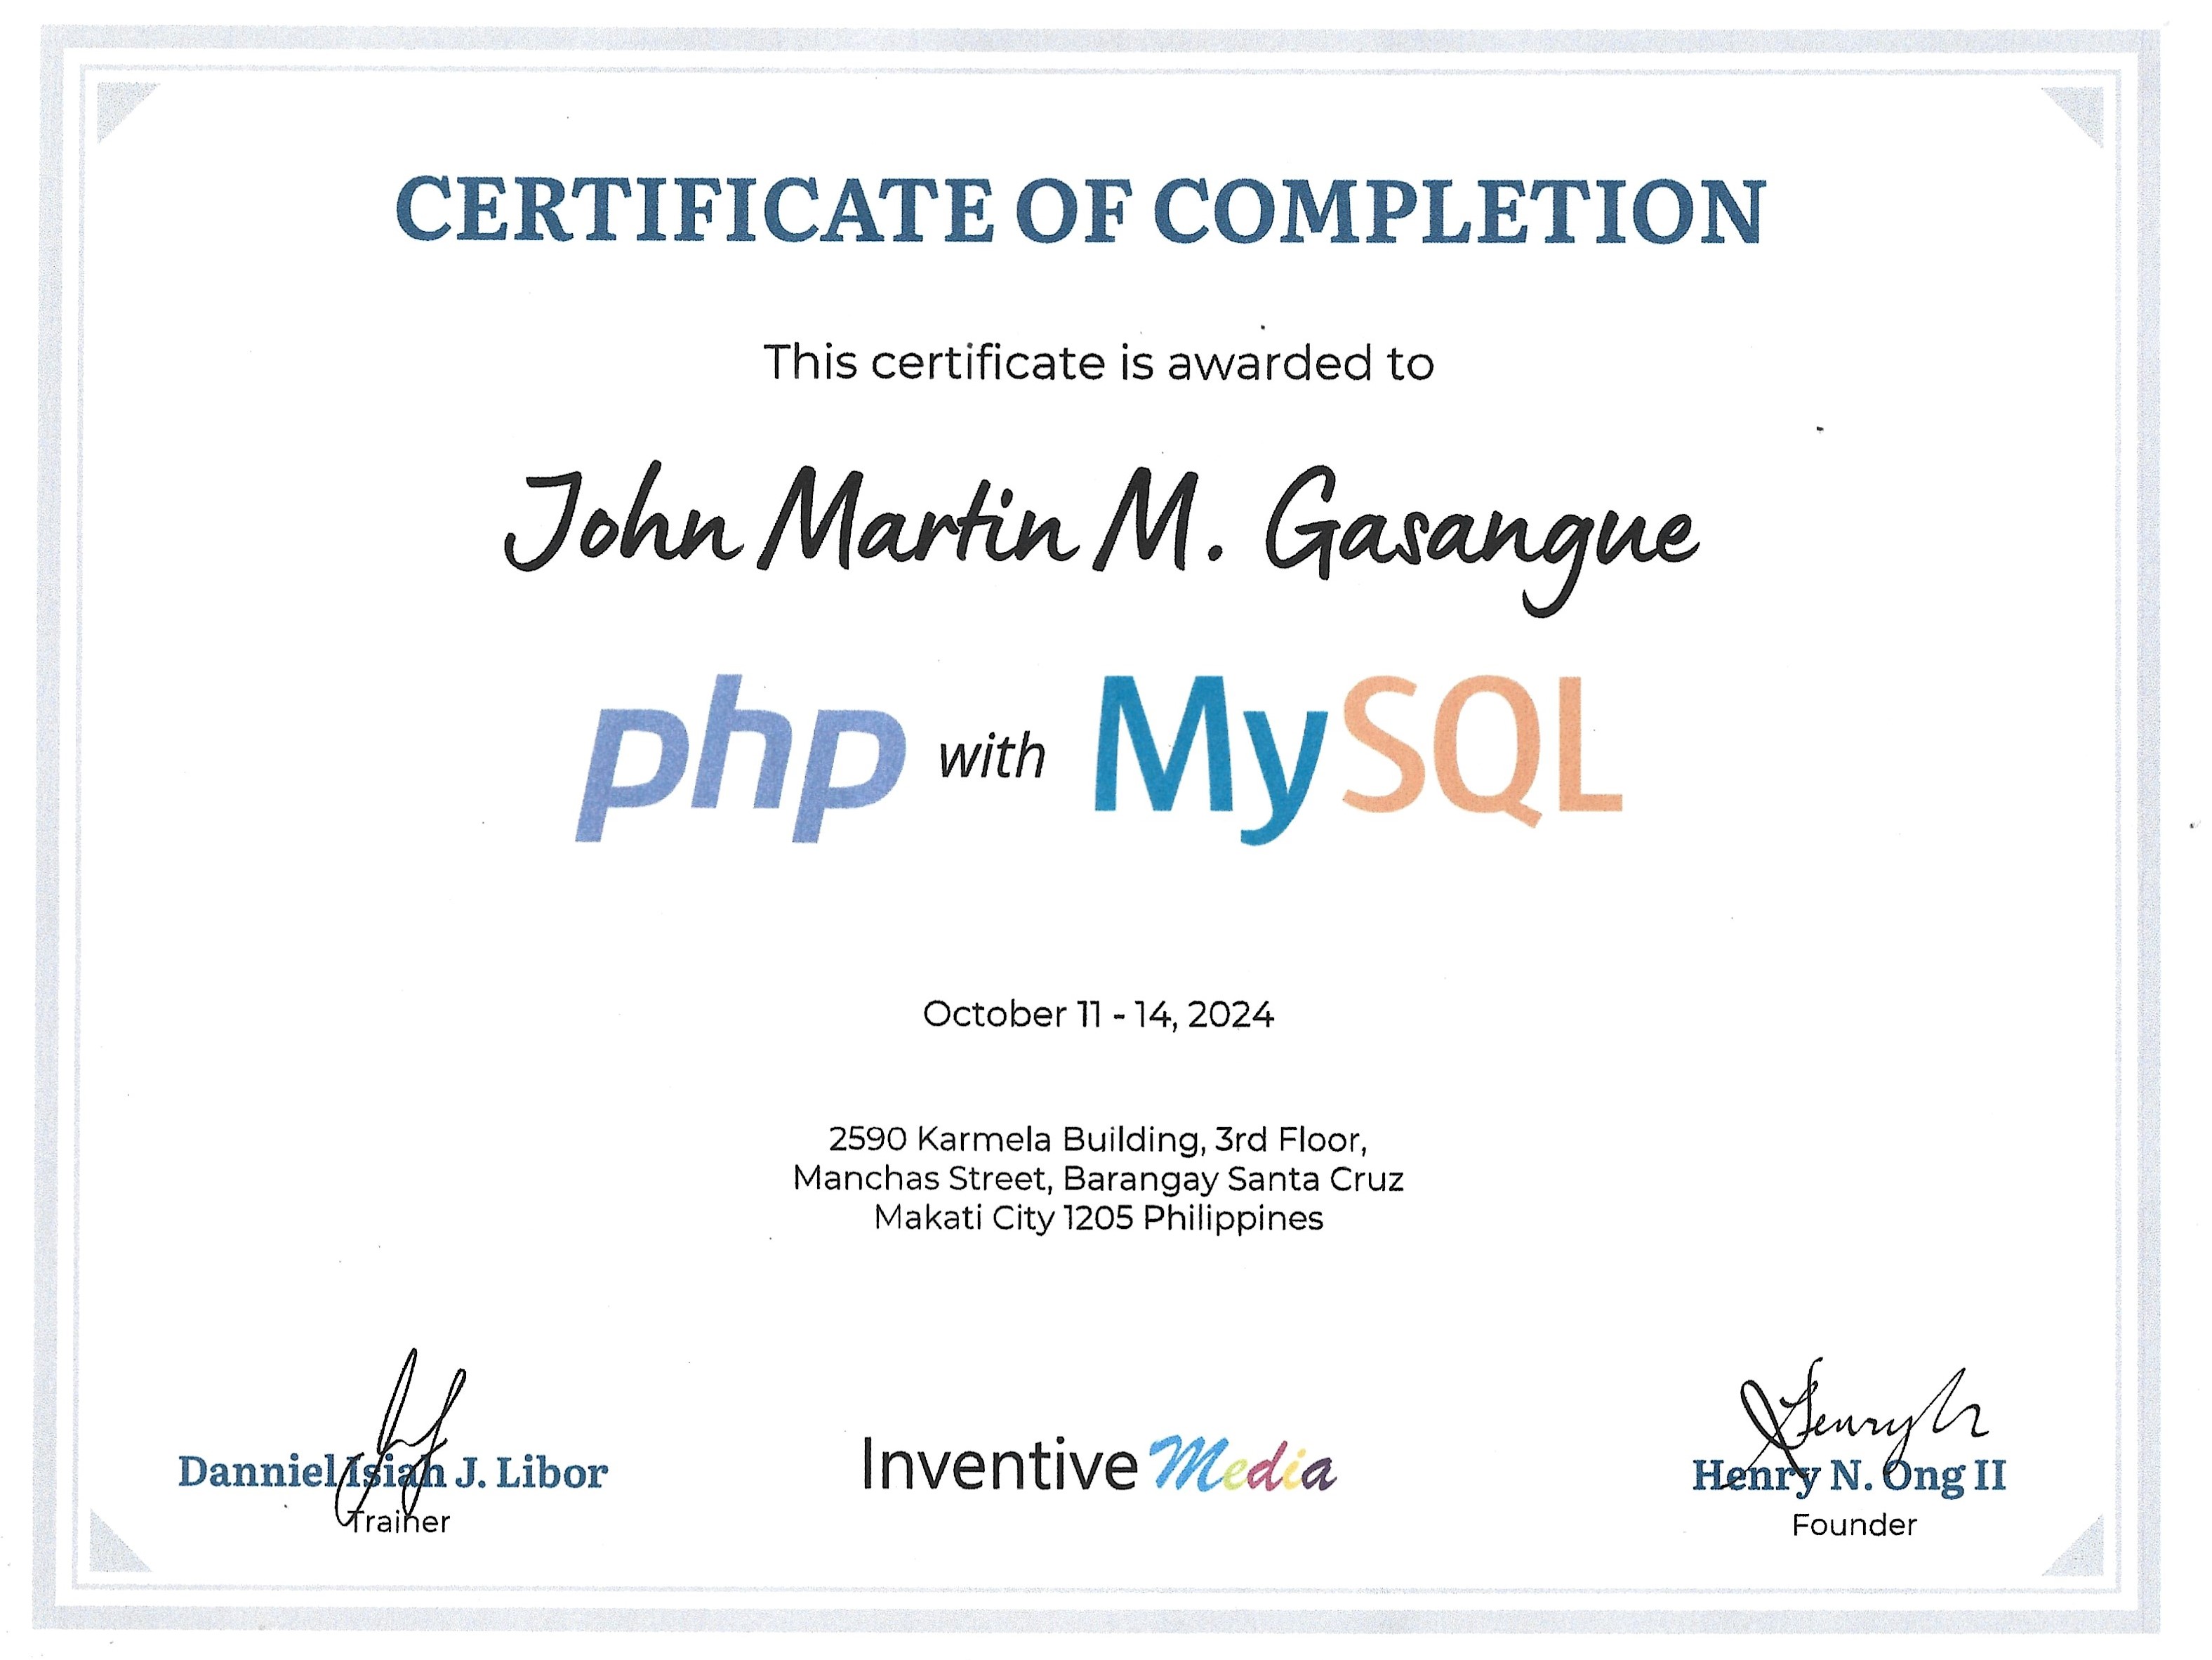 CERTIFICATE OF COMPLETION
This certificate is awarded to
John Martin M. Gasangue
php with MySQL
October 11 - 14, 2024
2590 Karmela Building, 3rd Floor,
Manchas Street, Barangay Santa Cruz
Makati City 1205 Philippines
Danniel Isiah J. Libor
Trainer
Inventive Media
Henry N. Ong II
Founder